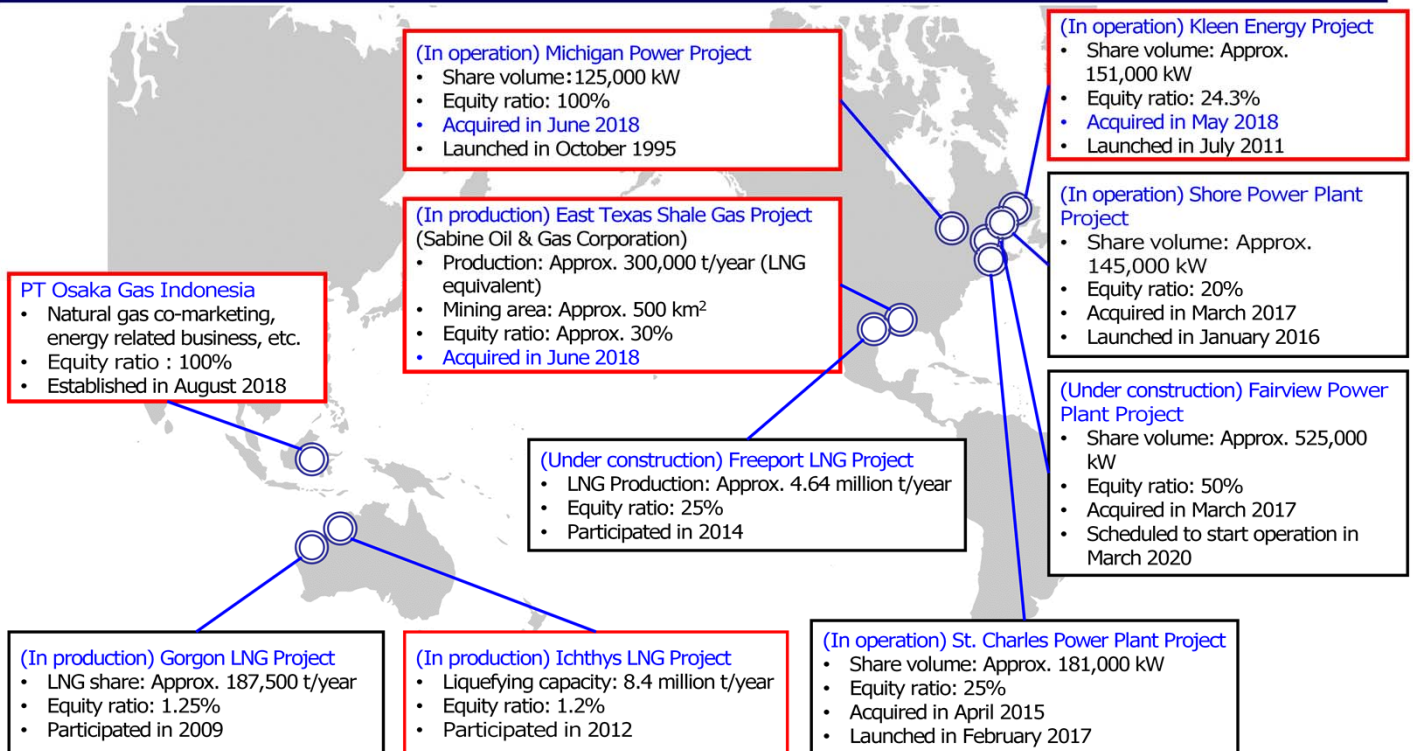 (In operation) Michigan Power Project
• Share volume:125,000 kW
• Equity ratio: 100%
• Acquired in June 2018
• Launched in October 1995
(In operation) Kleen Energy Project
• Share volume: Approx.
151,000 kW
• Equity ratio: 24.3%
• Acquired in May 2018
• Launched in July 2011
(In production) East Texas Shale Gas Project
(Sabine Oil & Gas Corporation)
• Production: Approx. 300,000 t/year (LNG
equivalent)
• Mining area: Approx. 500 km²
• Equity ratio: Approx. 30%
• Acquired in June 2018
(In operation) Shore Power Plant
Project
• Share volume: Approx.
145,000 kW
• Equity ratio: 20%
• Acquired in March 2017
• Launched in January 2016
PT Osaka Gas Indonesia
• Natural gas co-marketing,
energy related business, etc.
• Equity ratio : 100%
• Established in August 2018
(Under construction) Fairview Power
Plant Project
• Share volume: Approx. 525,000
kW
• Equity ratio: 50%
• Acquired in March 2017
• Scheduled to start operation in
March 2020
(Under construction) Freeport LNG Project
• LNG Production: Approx. 4.64 million t/year
• Equity ratio: 25%
• Participated in 2014
(In production) Gorgon LNG Project
• LNG share: Approx. 187,500 t/year
• Equity ratio: 1.25%
• Participated in 2009
(In production) Ichthys LNG Project
• Liquefying capacity: 8.4 million t/year
• Equity ratio: 1.2%
• Participated in 2012
(In operation) St. Charles Power Plant Project
• Share volume: Approx. 181,000 kW
• Equity ratio: 25%
• Acquired in April 2015
• Launched in February 2017